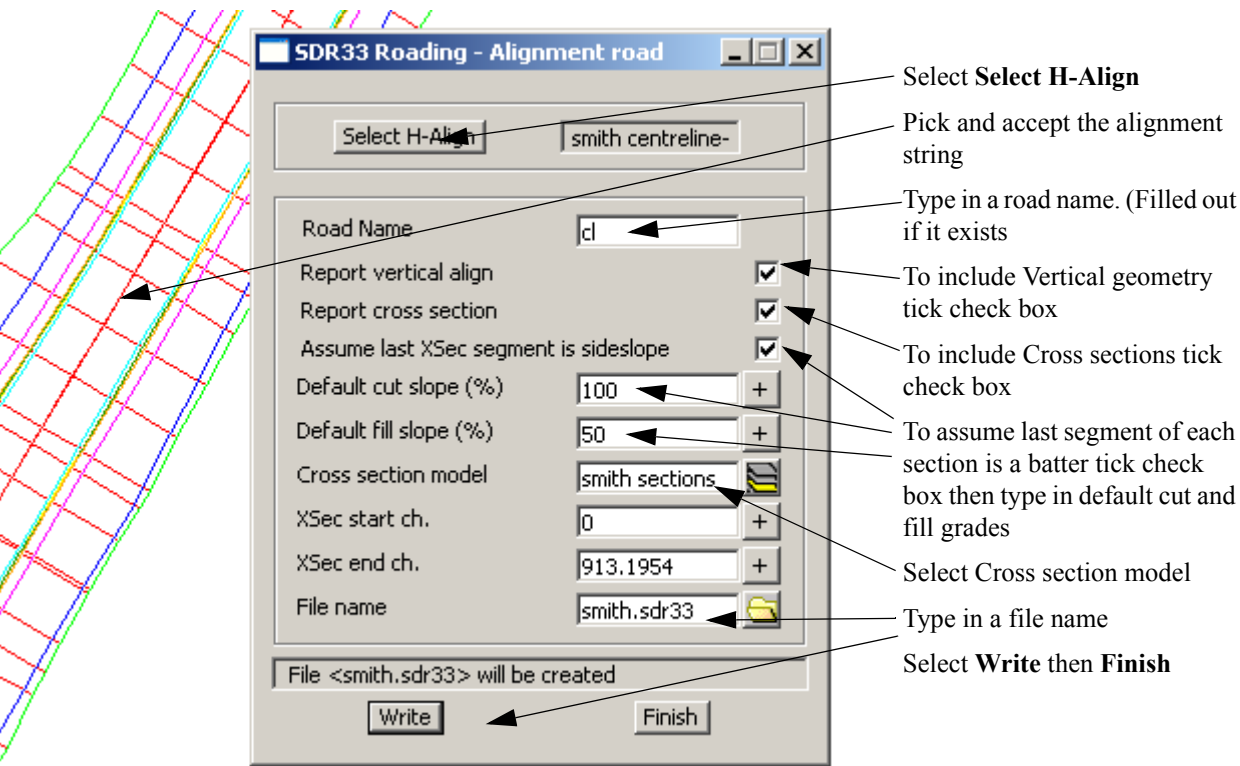 SDR33 Roading - Alignment road
Select H-Align
smith centreline-
Road Name
cl
Report vertical align
Report cross section
Assume last XSec segment is sideslope
Default cut slope (%)
100
+
Default fill slope (%)
50
+
Cross section model
smith sections
XSec start ch.
0
+
XSec end ch.
913.1954
+
File name
smith.sdr33
File <smith.sdr33> will be created
Write
Finish
Select Select H-Align
Pick and accept the alignment
string
Type in a road name. (Filled out
if it exists
To include Vertical geometry
tick check box
To include Cross sections tick
check box
To assume last segment of each
section is a batter tick check
box then type in default cut and
fill grades
Select Cross section model
Type in a file name
Select Write then Finish